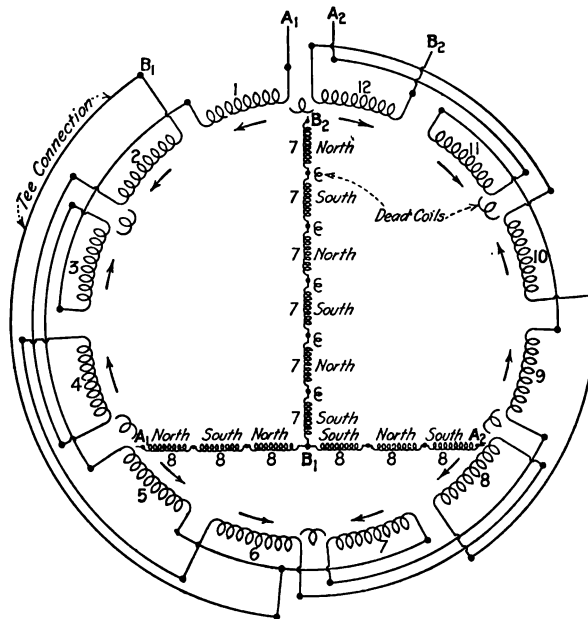 A₁ A₂
B₁ B₂
Tee Connection
1 12
2 11
3 10
4 9
5 8
6 7
B₂
7 North
7 South
Dead Coils
7 North
7 South
7 North
7 South
A₁ North South North South North South A₂
8 8 8 B₁ 8 8 8